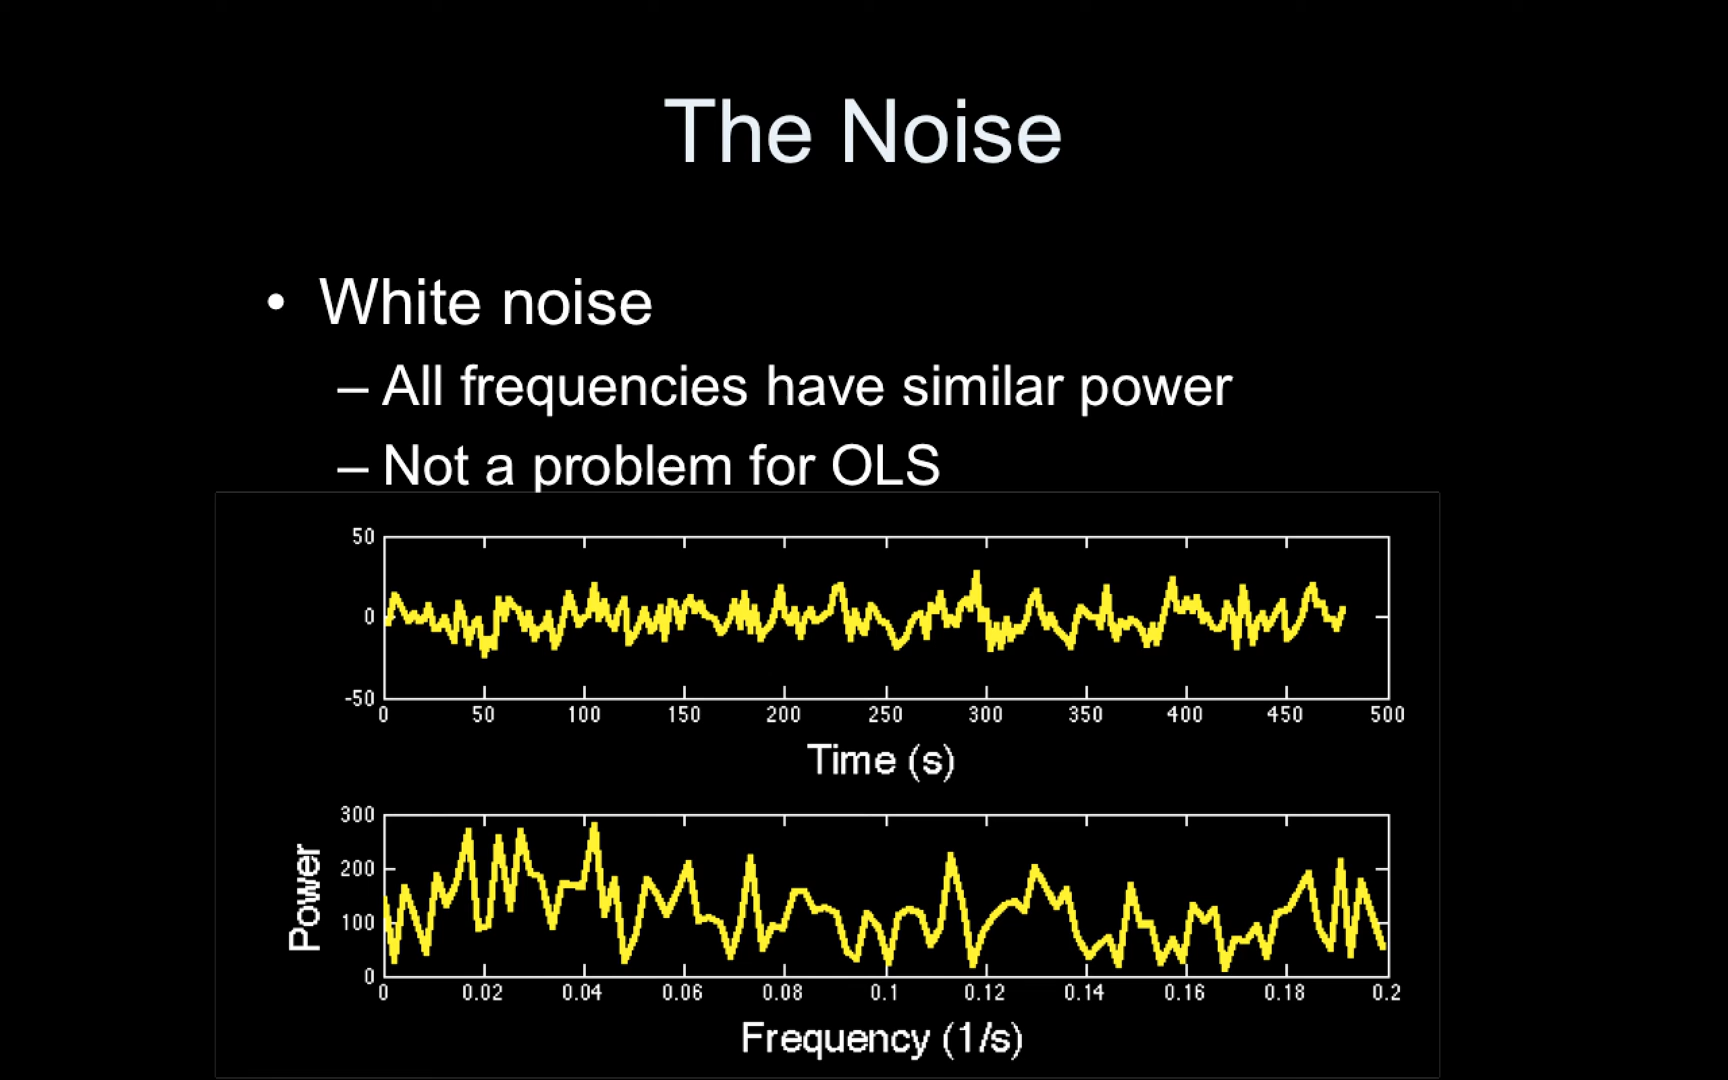 The Noise
• White noise
– All frequencies have similar power
– Not a problem for OLS
50
0
-50
0 50 100 150 200 250 300 350 400 450 500
Time (s)
300
200
100
0
Power
0 0.02 0.04 0.06 0.08 0.1 0.12 0.14 0.16 0.18 0.2
Frequency (1/s)